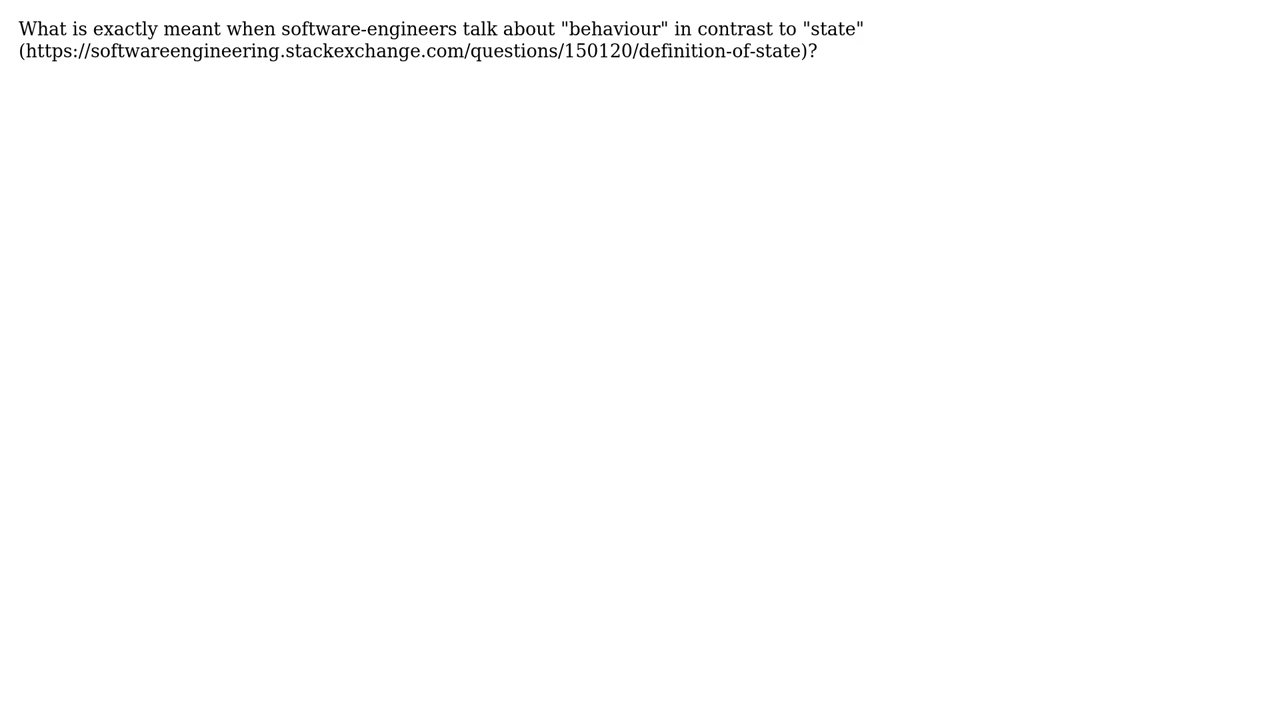 What is exactly meant when software-engineers talk about "behaviour" in contrast to "state"
(https://softwareengineering.stackexchange.com/questions/150120/definition-of-state)?